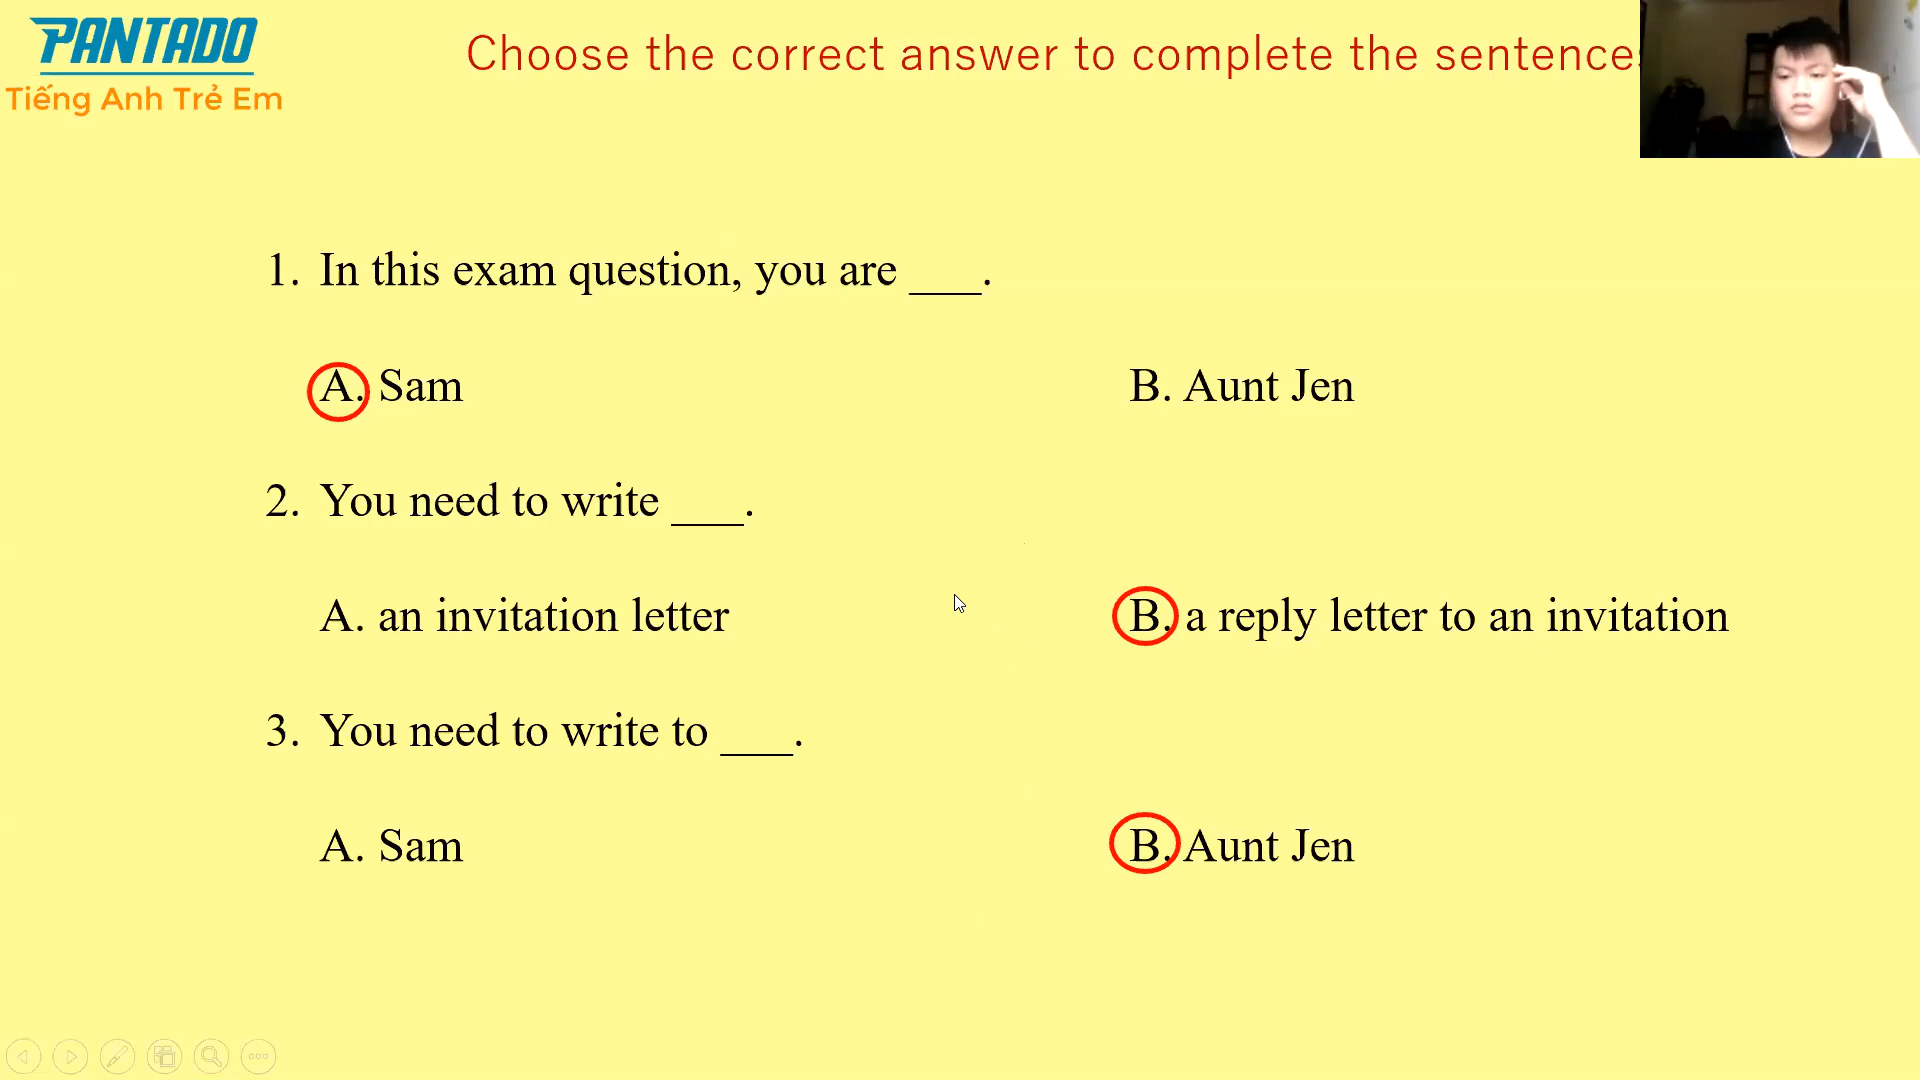 PANTADO
Tiếng Anh Trẻ Em
Choose the correct answer to complete the sentences
1. In this exam question, you are ___.
A. Sam
B. Aunt Jen
2. You need to write ___.
A. an invitation letter
B. a reply letter to an invitation
3. You need to write to ___.
A. Sam
B. Aunt Jen